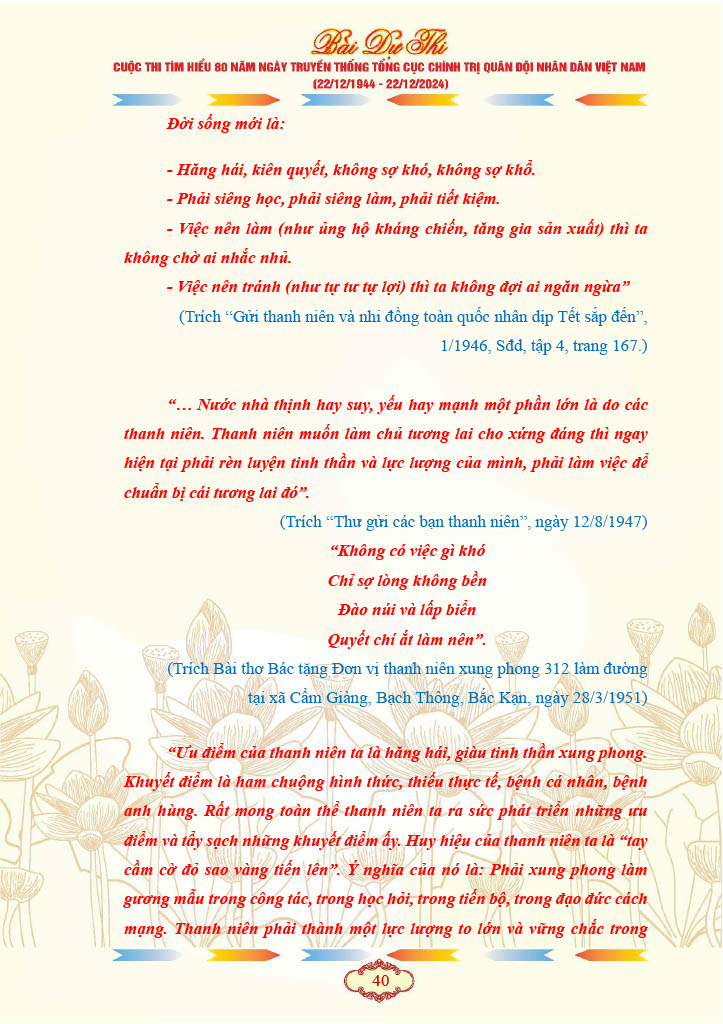 Bài Dự Thi
CUỘC THI TÌM HIỂU 80 NĂM NGÀY TRUYỀN THỐNG TỔNG CỤC CHÍNH TRỊ QUÂN ĐỘI NHÂN DÂN VIỆT NAM
(22/12/1944 - 22/12/2024)
Đời sống mới là:
- Hăng hái, kiên quyết, không sợ khó, không sợ khổ.
- Phải siêng học, phải siêng làm, phải tiết kiệm.
- Việc nên làm (như ủng hộ kháng chiến, tăng gia sản xuất) thì ta
không chờ ai nhắc nhủ.
- Việc nên tránh (như tự tư tự lợi) thì ta không đợi ai ngăn ngừa”
(Trích “Gửi thanh niên và nhi đồng toàn quốc nhân dịp Tết sắp đến”,
1/1946, Sđd, tập 4, trang 167.)
“… Nước nhà thịnh hay suy, yếu hay mạnh một phần lớn là do các
thanh niên. Thanh niên muốn làm chủ tương lai cho xứng đáng thì ngay
hiện tại phải rèn luyện tinh thần và lực lượng của mình, phải làm việc để
chuẩn bị cái tương lai đó”.
(Trích “Thư gửi các bạn thanh niên”, ngày 12/8/1947)
“Không có việc gì khó
Chỉ sợ lòng không bền
Đào núi và lấp biển
Quyết chí ắt làm nên”.
(Trích Bài thơ Bác tặng Đơn vị thanh niên xung phong 312 làm đường
tại xã Cẩm Giàng, Bạch Thông, Bắc Kạn, ngày 28/3/1951)
“Ưu điểm của thanh niên ta là hăng hái, giàu tinh thần xung phong.
Khuyết điểm là ham chuộng hình thức, thiếu thực tế, bệnh cá nhân, bệnh
anh hùng. Rất mong toàn thể thanh niên ta ra sức phát triển những ưu
điểm và tẩy sạch những khuyết điểm ấy. Huy hiệu của thanh niên ta là “tay
cầm cờ đỏ sao vàng tiến lên”. Ý nghĩa của nó là: Phải xung phong làm
gương mẫu trong công tác, trong học hỏi, trong tiến bộ, trong đạo đức cách
mạng. Thanh niên phải thành một lực lượng to lớn và vững chắc trong
40